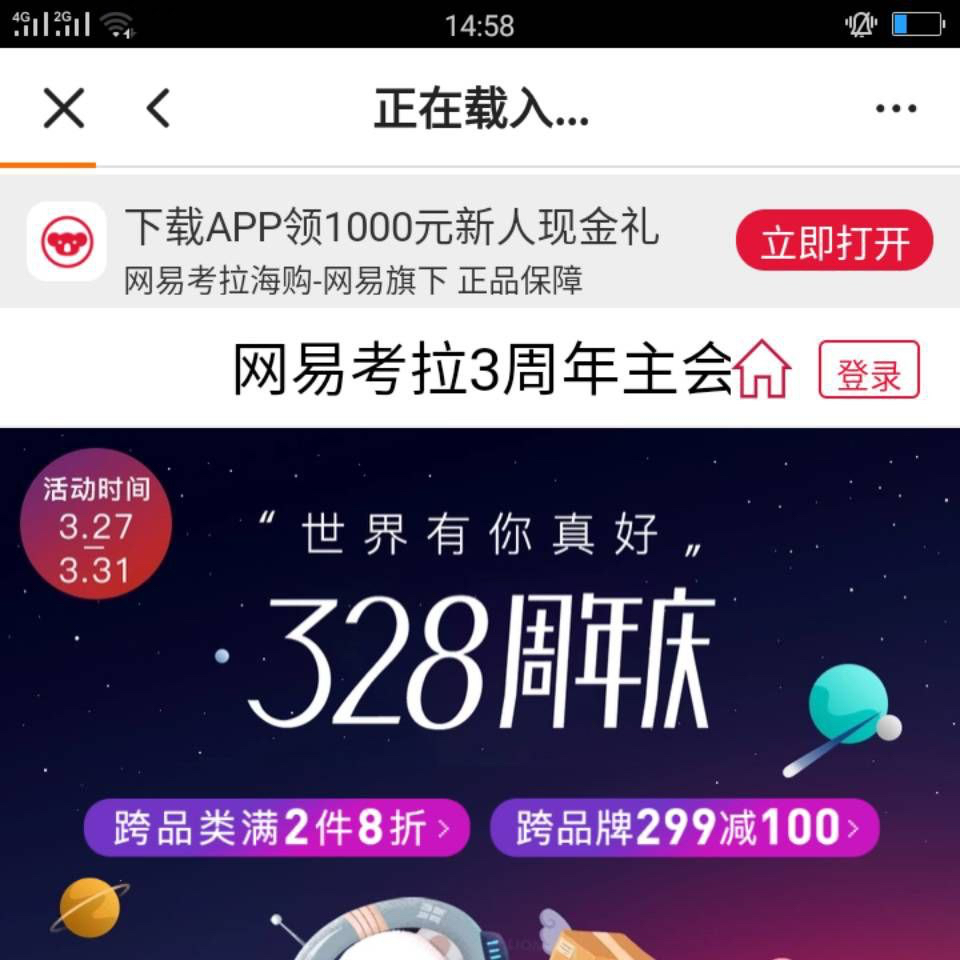 4G 2G 14:58
正在载入...
下载APP领1000元新人现金礼
网易考拉海购-网易旗下 正品保障
立即打开
网易考拉3周年主会
登录
活动时间
3.27
—
3.31
“世界有你真好”
328周年庆
跨品类满2件8折>
跨品牌299减100>